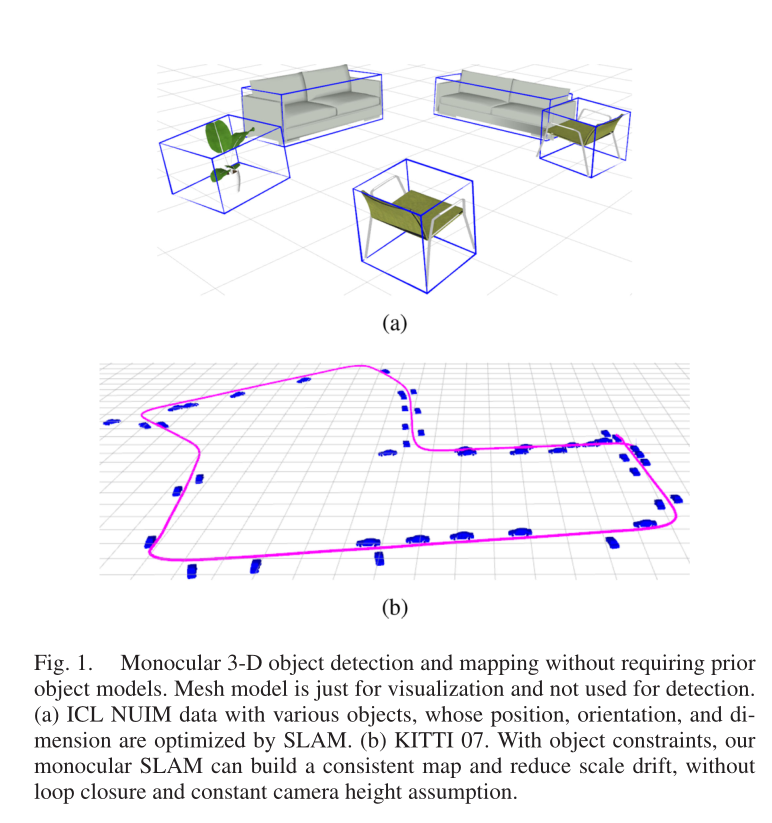 (a)
(b)
Fig. 1. Monocular 3-D object detection and mapping without requiring prior
object models. Mesh model is just for visualization and not used for detection.
(a) ICL NUIM data with various objects, whose position, orientation, and di-
mension are optimized by SLAM. (b) KITTI 07. With object constraints, our
monocular SLAM can build a consistent map and reduce scale drift, without
loop closure and constant camera height assumption.